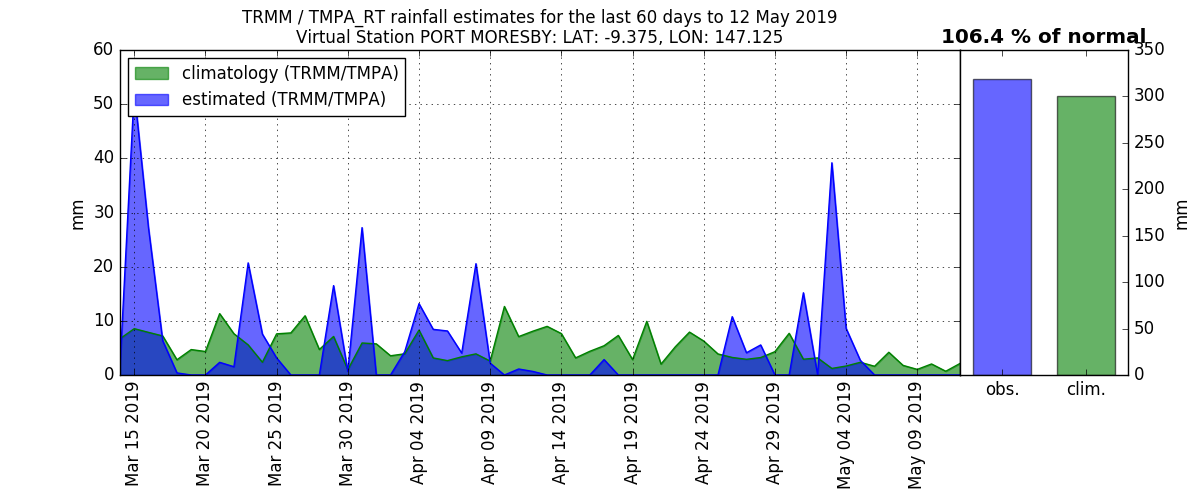 TRMM / TMPA_RT rainfall estimates for the last 60 days to 12 May 2019
Virtual Station PORT MORESBY: LAT: -9.375, LON: 147.125
106.4 % of normal
climatology (TRMM/TMPA)
estimated (TRMM/TMPA)
60
50
40
30
20
10
0
mm
Mar 15 2019
Mar 20 2019
Mar 25 2019
Mar 30 2019
Apr 04 2019
Apr 09 2019
Apr 14 2019
Apr 19 2019
Apr 24 2019
Apr 29 2019
May 04 2019
May 09 2019
obs.
clim.
350
300
250
200
150
100
50
0
mm